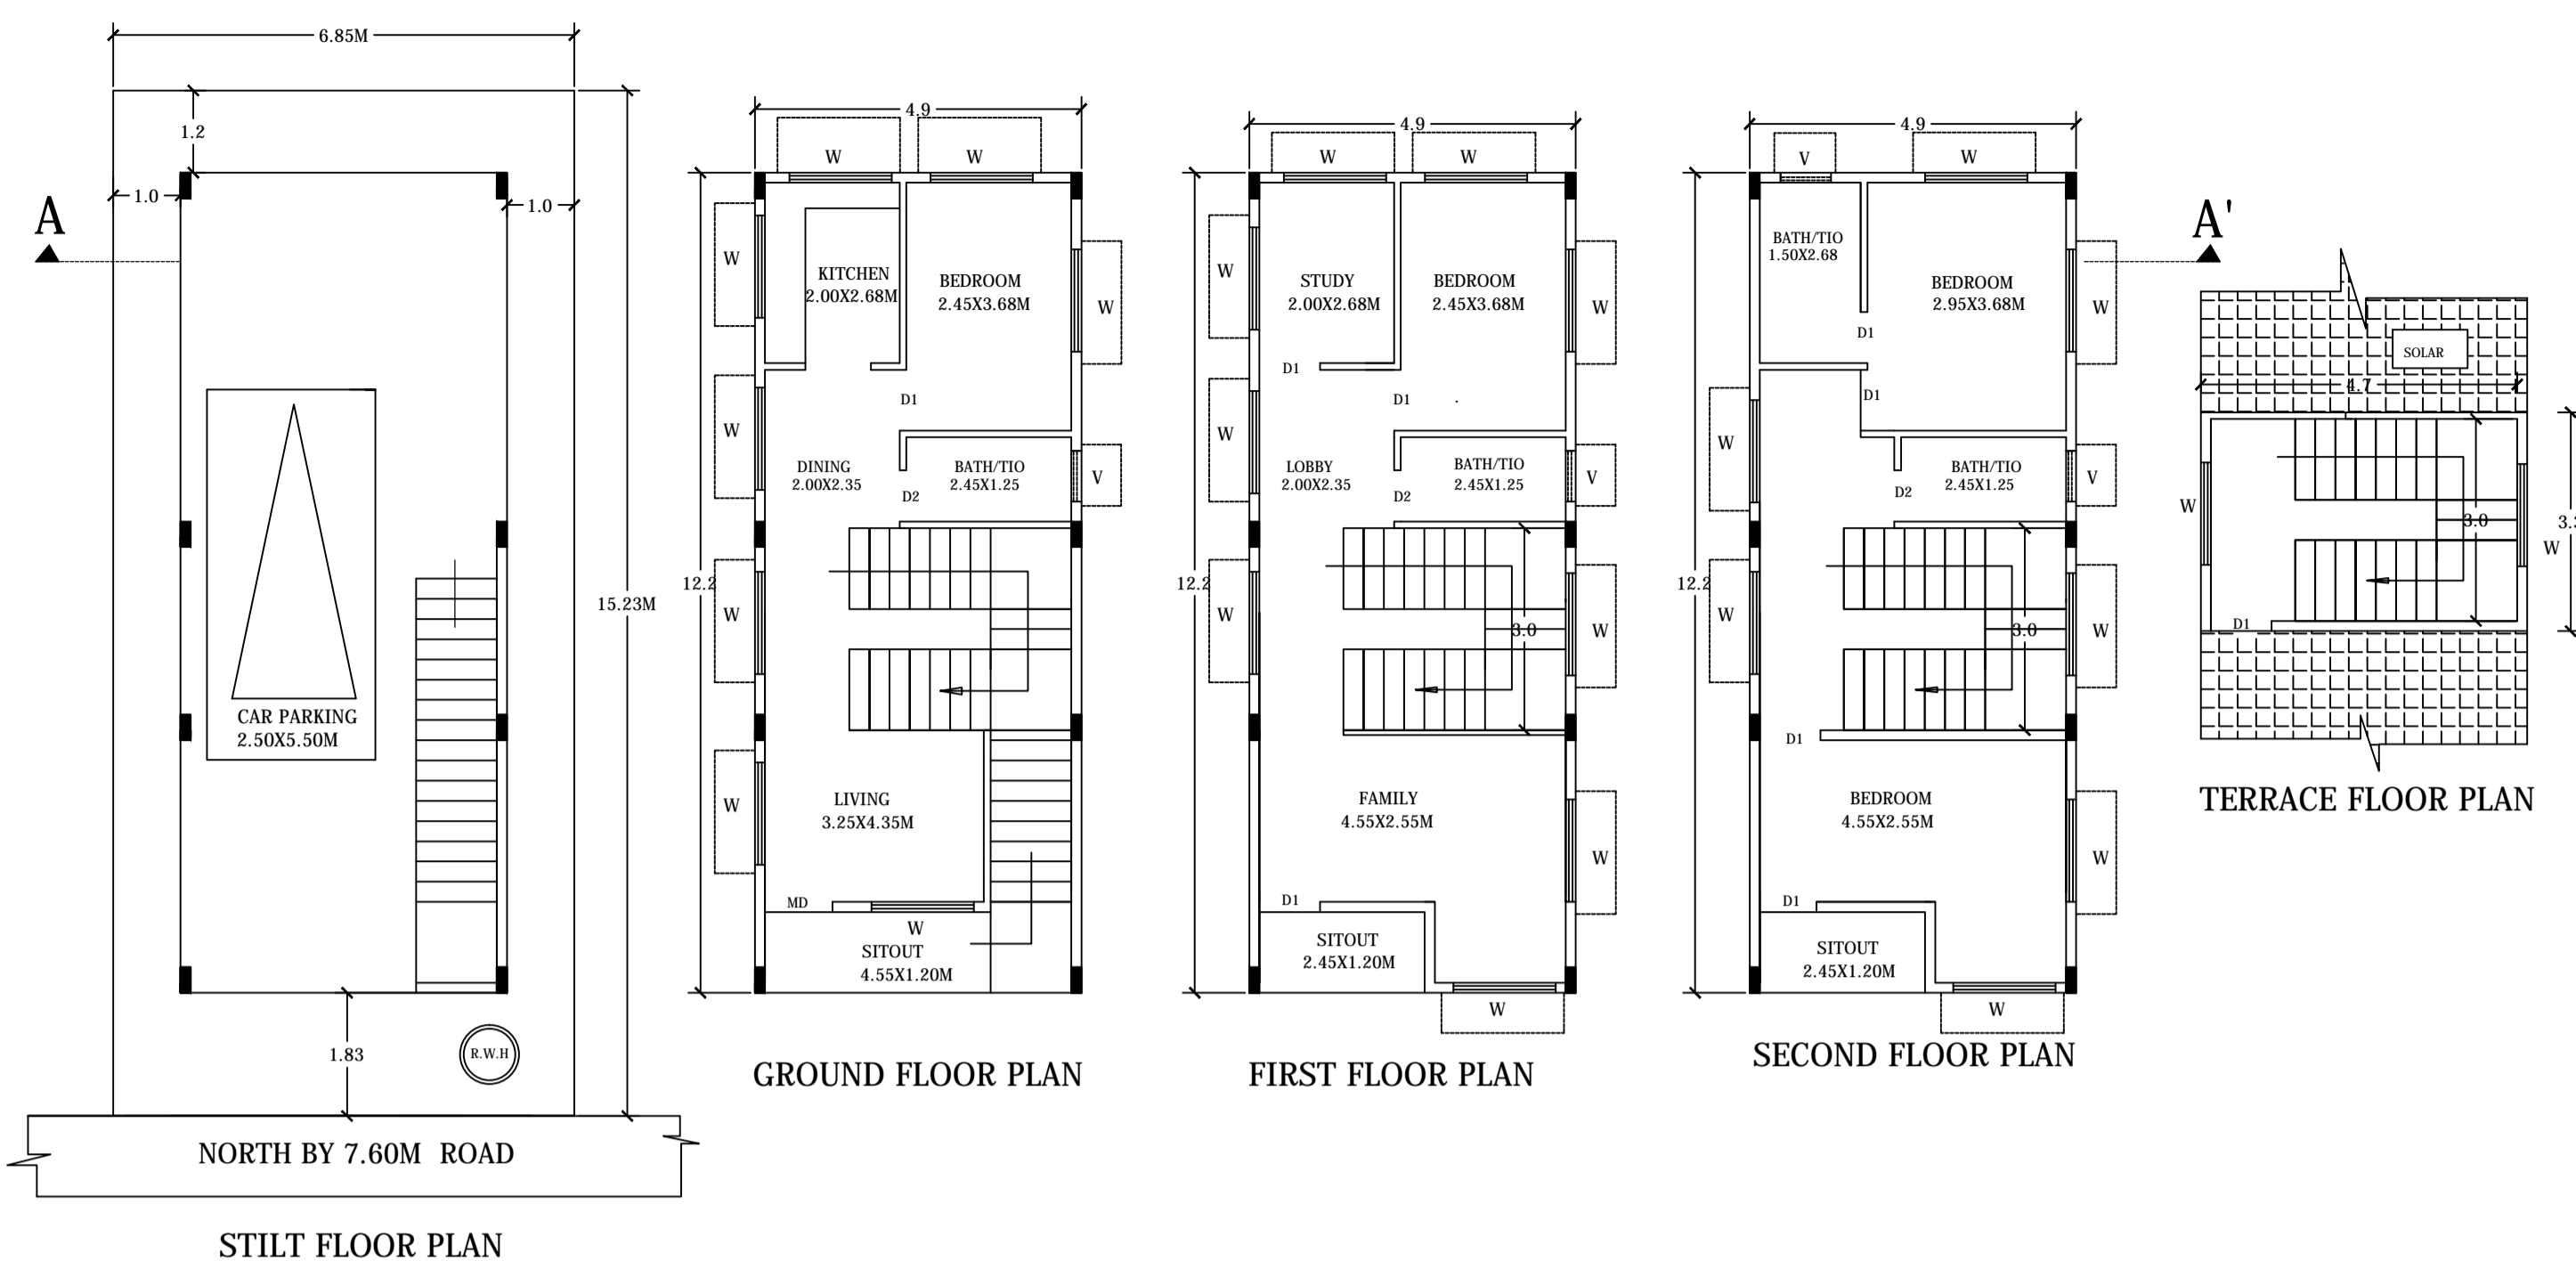 6.85M
1.2
1.0
1.0
A
CAR PARKING
2.50X5.50M
15.23M
1.83
R.W.H
NORTH BY 7.60M ROAD
STILT FLOOR PLAN
4.9
W
W
W
KITCHEN
2.00X2.68M
BEDROOM
2.45X3.68M
W
D1
W
DINING
2.00X2.35
BATH/TIO
2.45X1.25
V
D2
12.2
W
W
LIVING
3.25X4.35M
MD
W
SITOUT
4.55X1.20M
GROUND FLOOR PLAN
4.9
W
W
W
STUDY
2.00X2.68M
BEDROOM
2.45X3.68M
W
D1
D1
W
LOBBY
2.00X2.35
BATH/TIO
2.45X1.25
V
D2
12.2
W
3.0
W
FAMILY
4.55X2.55M
W
D1
SITOUT
2.45X1.20M
W
FIRST FLOOR PLAN
4.9
V
W
BATH/TIO
1.50X2.68
BEDROOM
2.95X3.68M
W
D1
D1
W
BATH/TIO
2.45X1.25
V
D2
12.2
W
3.0
W
D1
BEDROOM
4.55X2.55M
W
D1
SITOUT
2.45X1.20M
W
SECOND FLOOR PLAN
A'
SOLAR
4.7
W
3.0
W
D1
TERRACE FLOOR PLAN